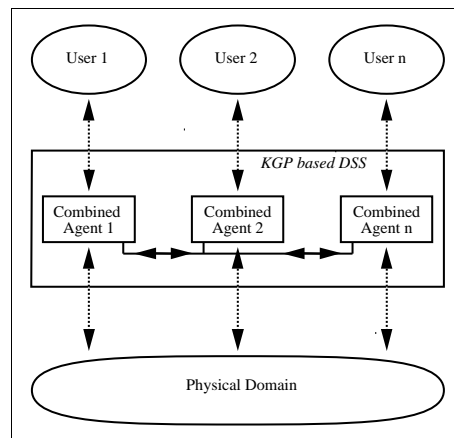 User 1
User 2
User n
KGP based DSS
Combined
Agent 1
Combined
Agent 2
Combined
Agent n
Physical Domain